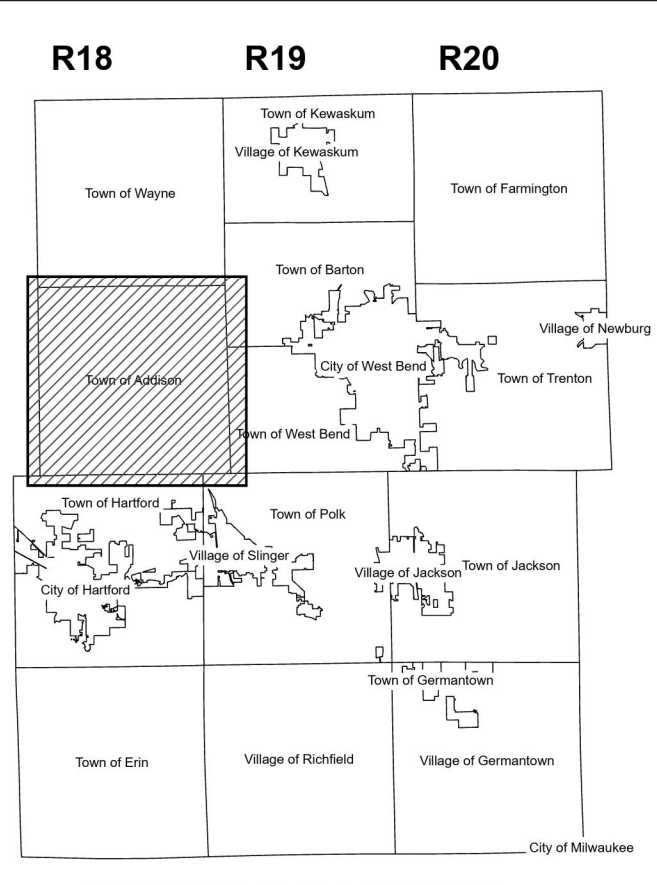 R18 R19 R20
Town of Kewaskum
Village of Kewaskum
Town of Wayne
Town of Farmington
Town of Barton
Village of Newburg
City of West Bend
Town of Addison
Town of Trenton
Town of West Bend
Town of Hartford
Town of Polk
Village of Slinger
Town of Jackson
Village of Jackson
City of Hartford
Town of Germantown
Town of Erin
Village of Richfield
Village of Germantown
City of Milwaukee